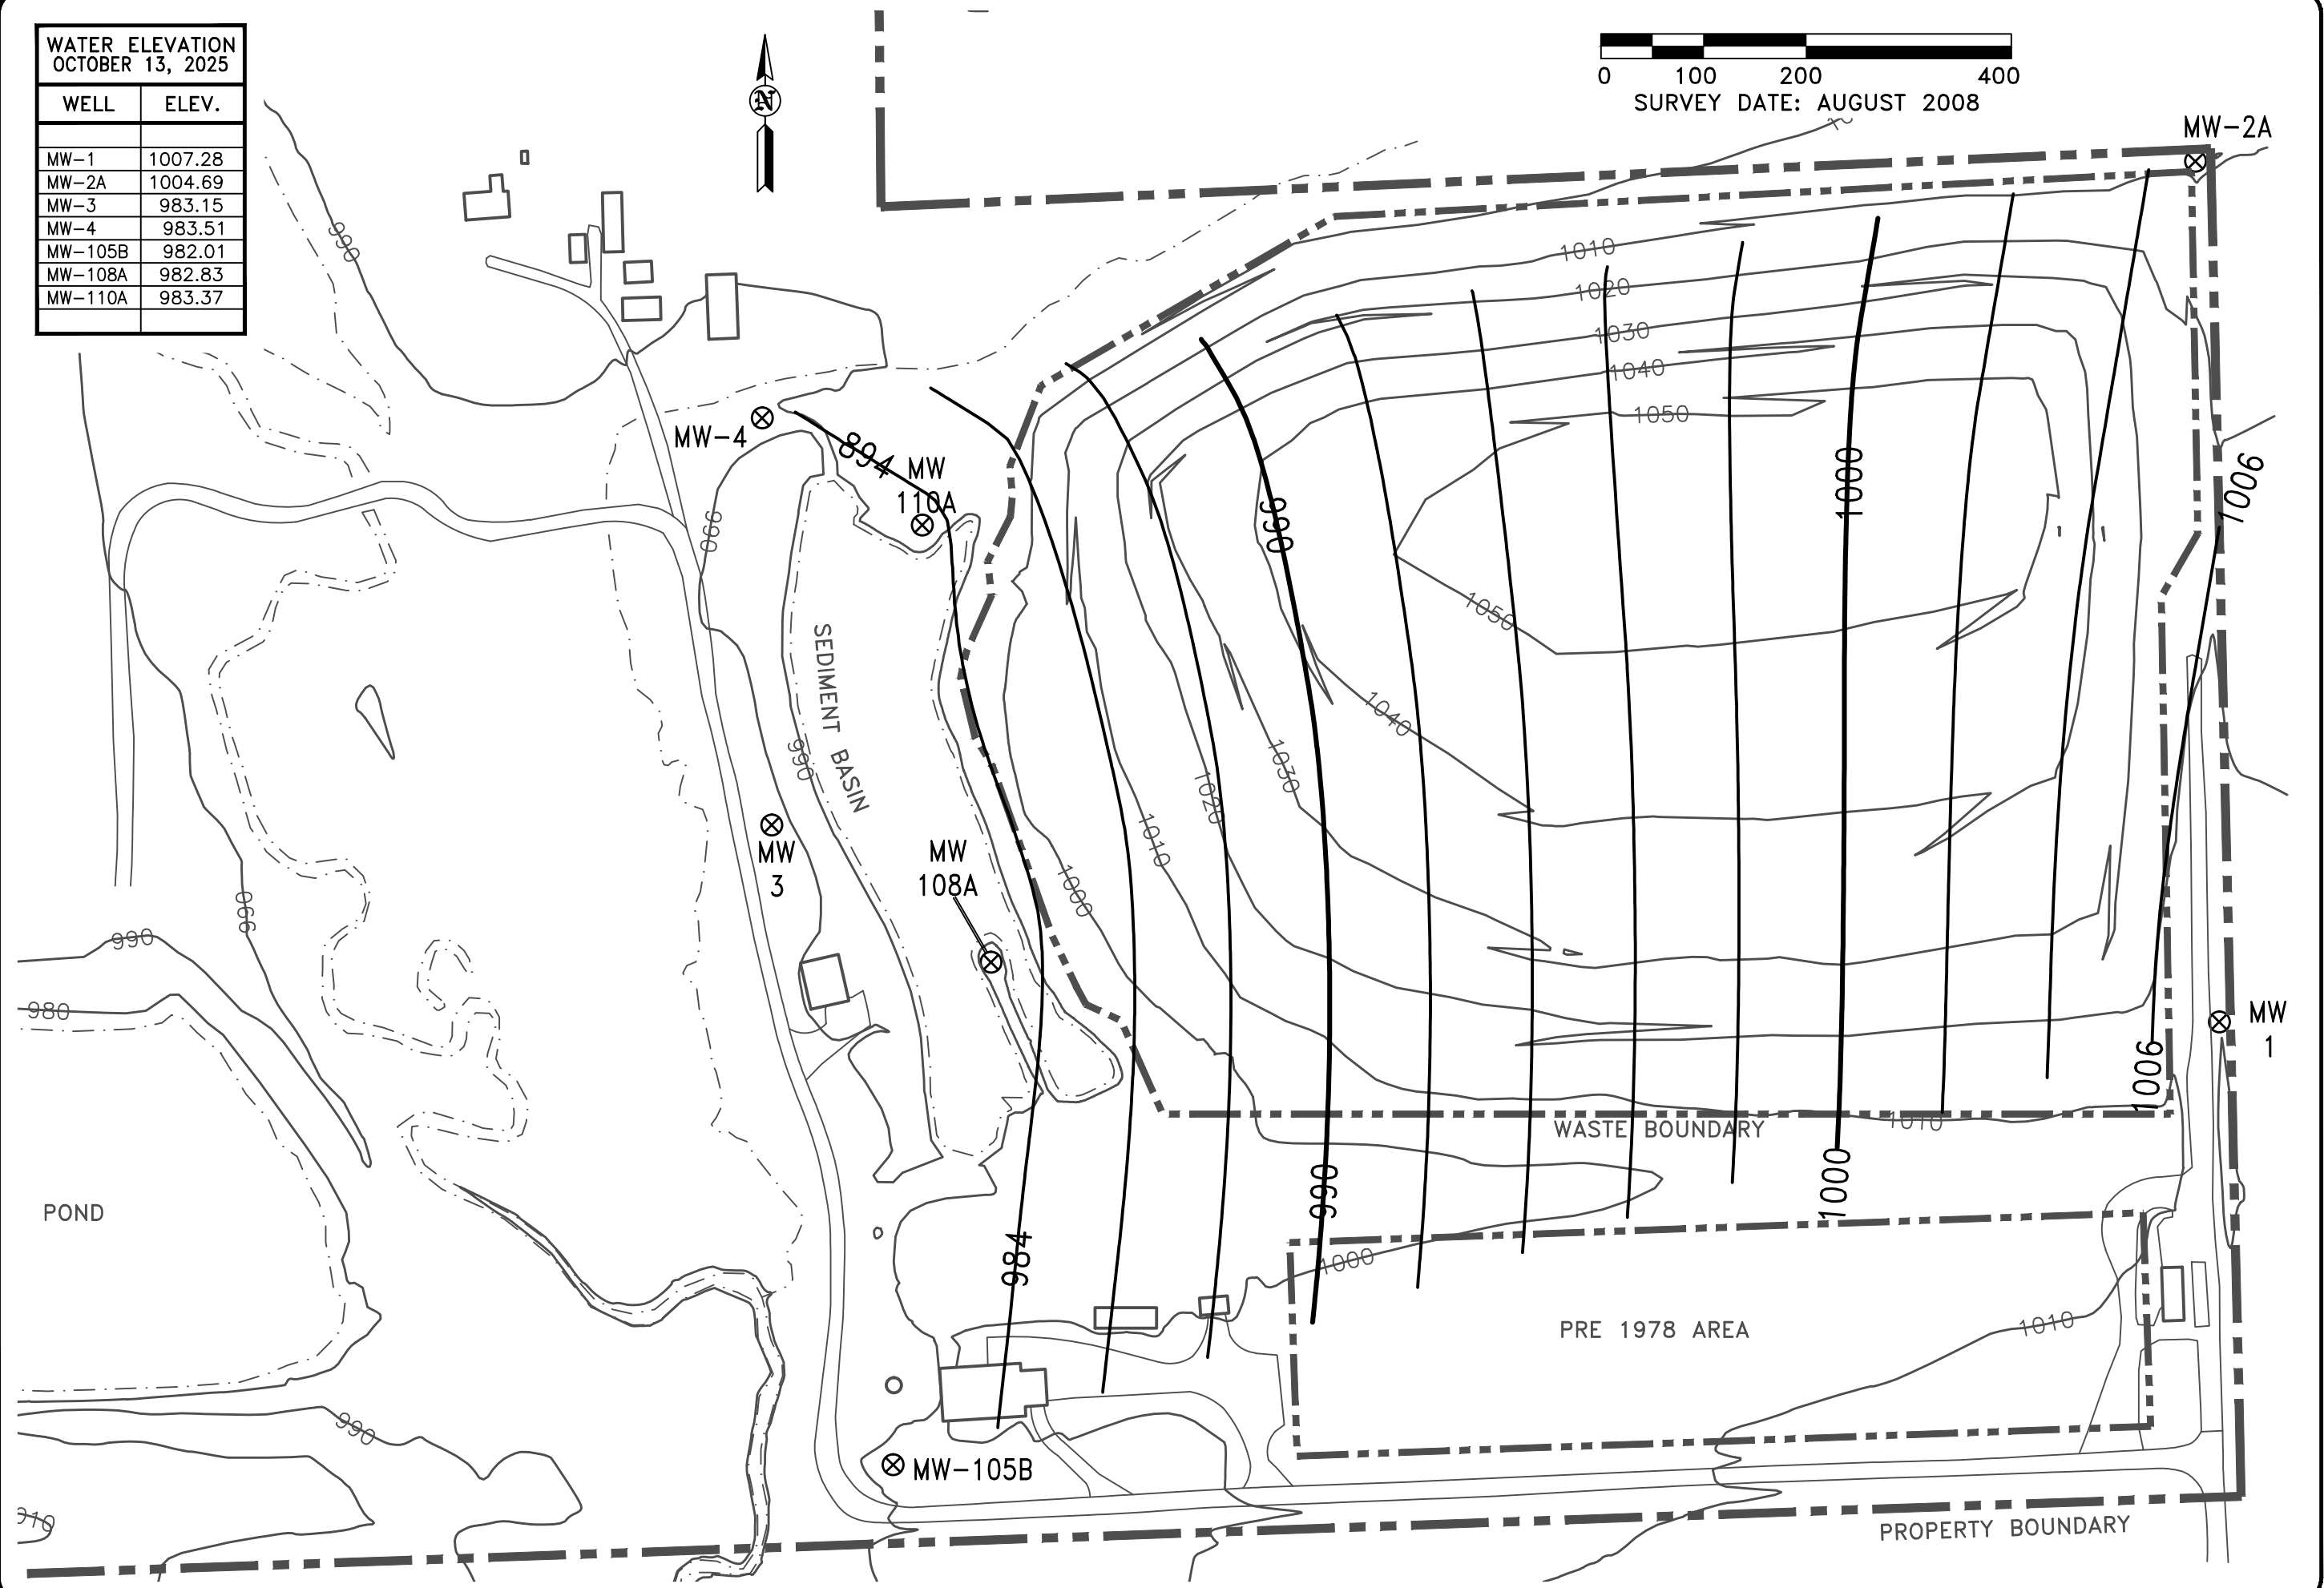 WATER ELEVATION
OCTOBER 13, 2025
WELL ELEV.
MW-1 1007.28
MW-2A 1004.69
MW-3 983.15
MW-4 983.51
MW-105B 982.01
MW-108A 982.83
MW-110A 983.37
N
0 100 200 400
SURVEY DATE: AUGUST 2008
MW-2A
990
1010
1020
1030
1040
1050
MW-4
894
MW
110A
990
990
1000
1006
1050
SEDIMENT BASIN
990
1040
1030
1020
1010
1000
MW
3
MW
108A
990
990
980
MW
1
1006
1010
WASTE BOUNDARY
POND
990
1000
984
1000
PRE 1978 AREA
1010
990
MW-105B
1010
PROPERTY BOUNDARY